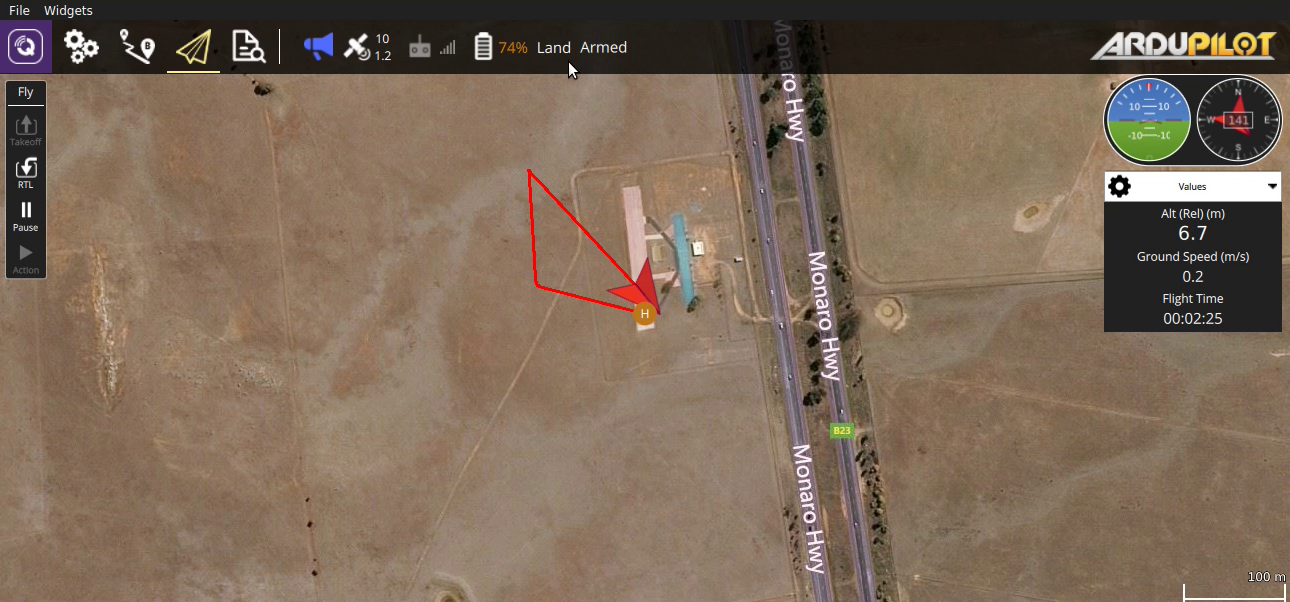 File Widgets
10
1.2
74% Land Armed
ARDUPILOT
Fly
Takeoff
RTL
Pause
Action
B
H
Monaro Hwy
Monaro Hwy
Monaro Hwy
B23
10 10
-10 -10
N
W 141 E
S
Values
Alt (Rel) (m)
6.7
Ground Speed (m/s)
0.2
Flight Time
00:02:25
100 m